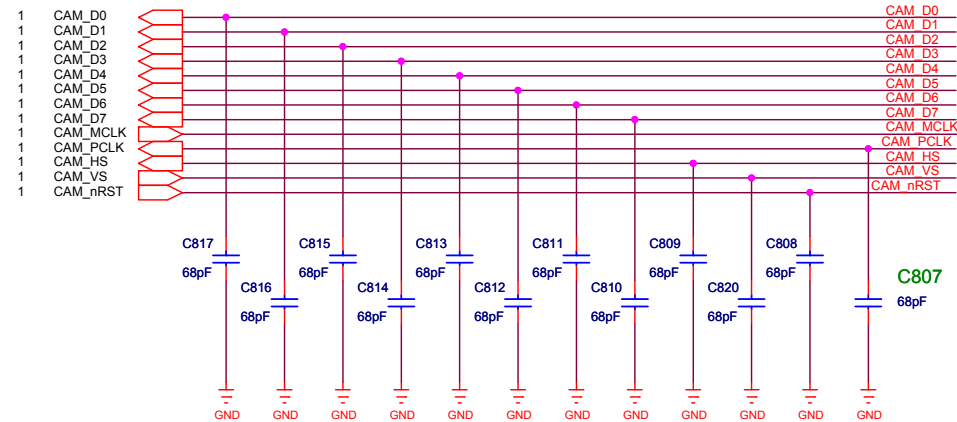 1 CAM_D0 CAM_D0
1 CAM_D1 CAM_D1
1 CAM_D2 CAM_D2
1 CAM_D3 CAM_D3
1 CAM_D4 CAM_D4
1 CAM_D5 CAM_D5
1 CAM_D6 CAM_D6
1 CAM_D7 CAM_D7
1 CAM_MCLK CAM_MCLK
1 CAM_PCLK CAM_PCLK
1 CAM_HS CAM_HS
1 CAM_VS CAM_VS
1 CAM_nRST CAM_nRST
C817 C815 C813 C811 C809 C808
68pF 68pF 68pF 68pF 68pF 68pF
C807
C816 C814 C812 C810 C820
68pF
68pF 68pF 68pF 68pF 68pF
GND GND GND GND GND GND GND GND GND GND GND GND